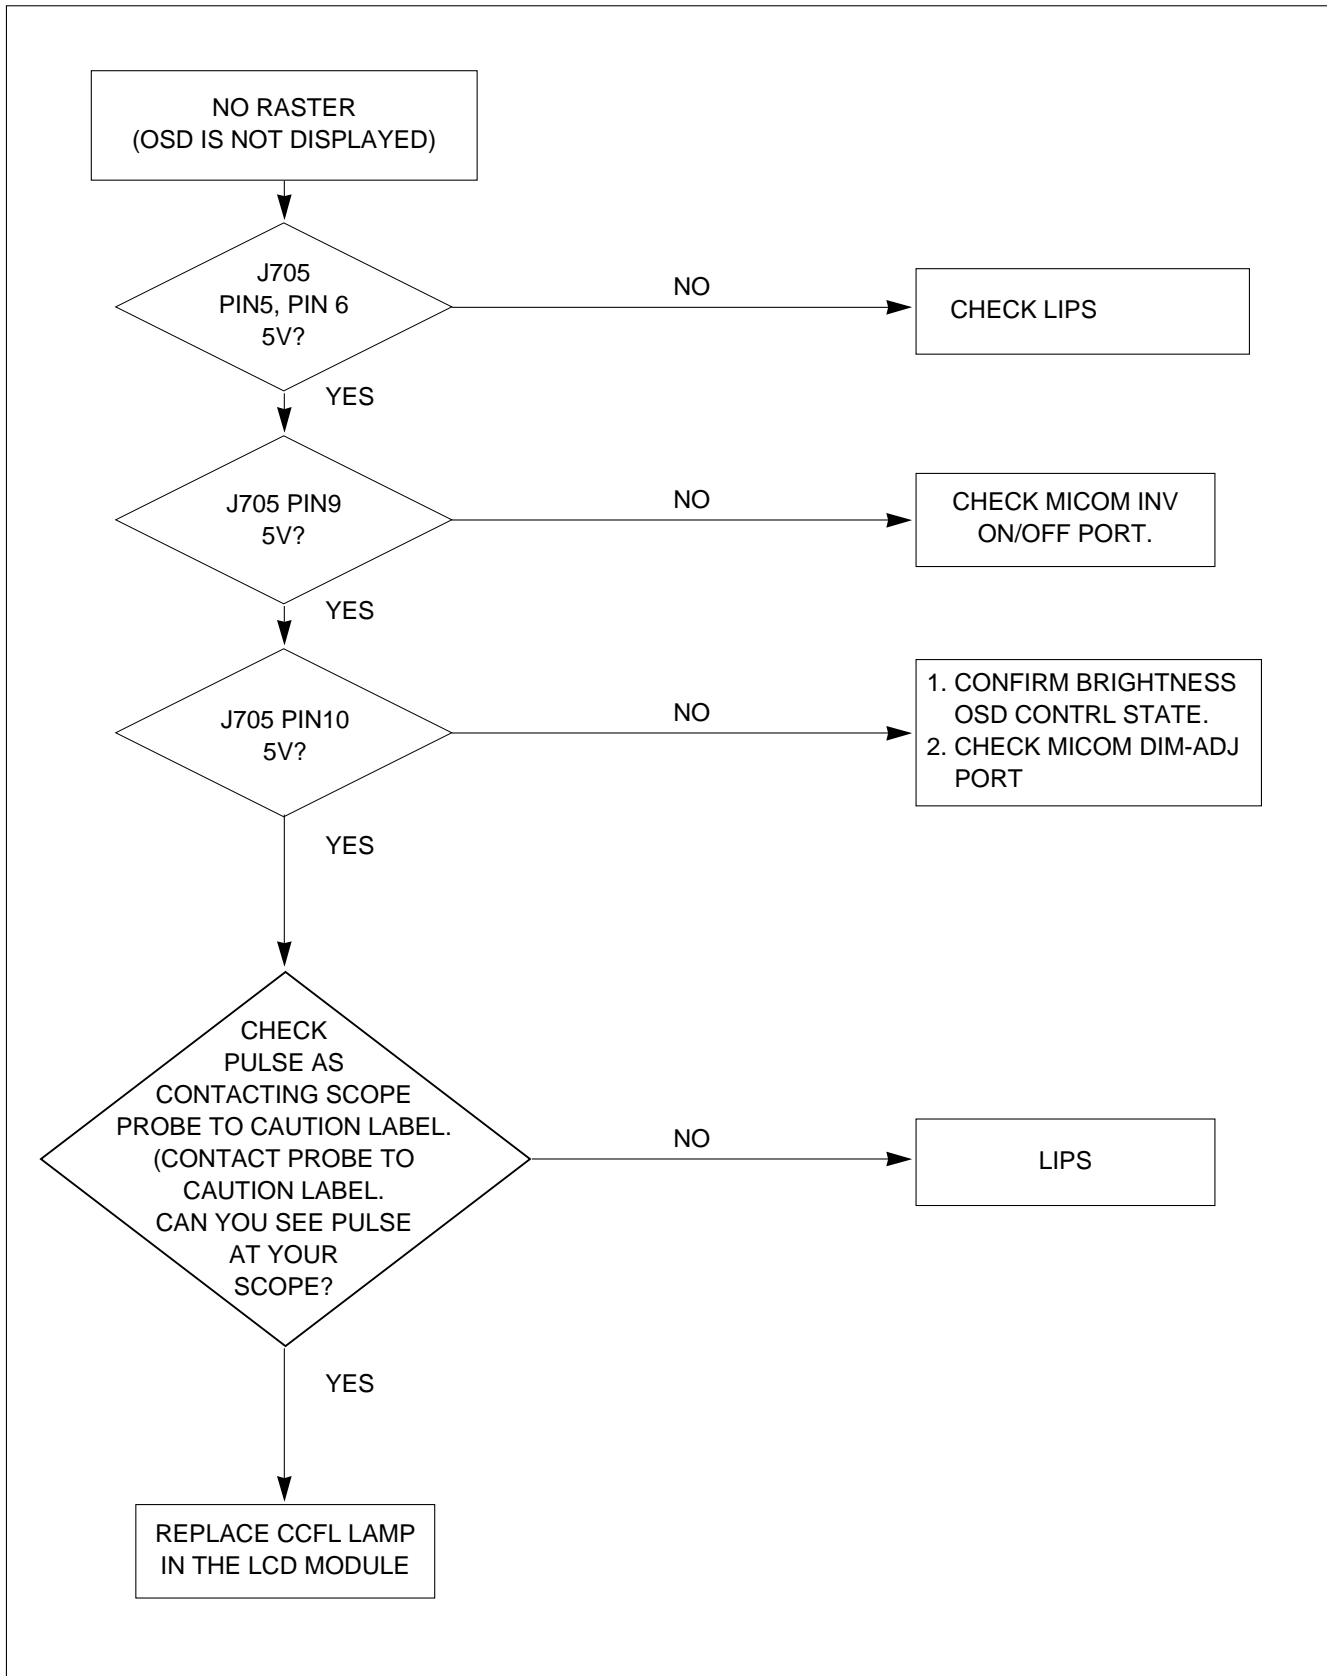 NO RASTER
(OSD IS NOT DISPLAYED)
J705
PIN5, PIN 6
5V?
NO
CHECK LIPS
YES
J705 PIN9
5V?
NO
CHECK MICOM INV
ON/OFF PORT.
YES
J705 PIN10
5V?
NO
1. CONFIRM BRIGHTNESS
OSD CONTRL STATE.
2. CHECK MICOM DIM-ADJ
PORT
YES
CHECK
PULSE AS
CONTACTING SCOPE
PROBE TO CAUTION LABEL.
(CONTACT PROBE TO
CAUTION LABEL.
CAN YOU SEE PULSE
AT YOUR
SCOPE?
NO
LIPS
YES
REPLACE CCFL LAMP
IN THE LCD MODULE